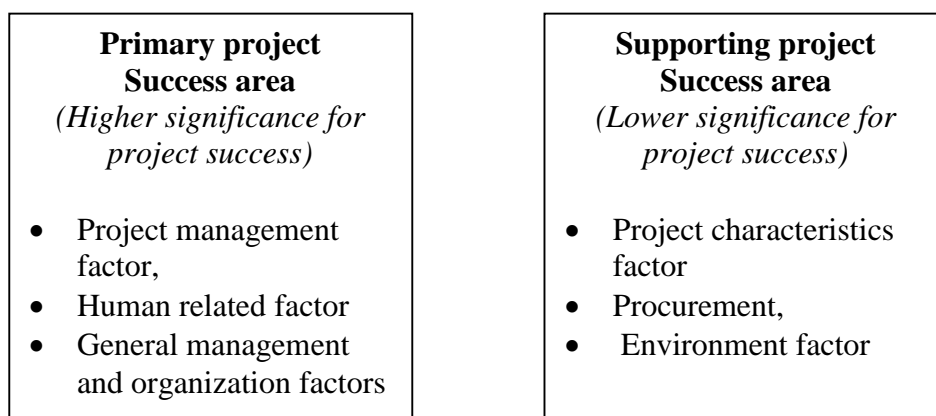 Primary project
Success area
(Higher significance for
project success)
• Project management
factor,
• Human related factor
• General management
and organization factors
Supporting project
Success area
(Lower significance for
project success)
• Project characteristics
factor
• Procurement,
• Environment factor